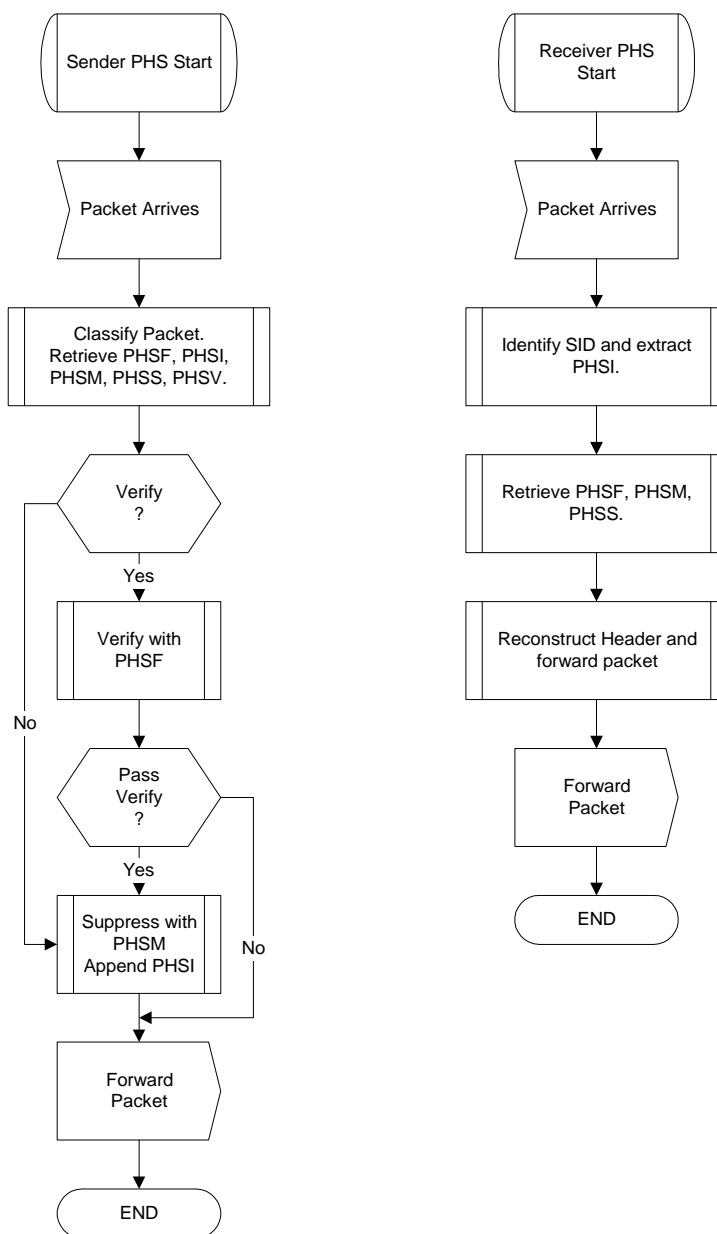 Sender PHS Start
Packet Arrives
Classify Packet.
Retrieve PHSF, PHSI,
PHSM, PHSS, PHSV.
Verify
?
Yes
Verify with
PHSF
No
Pass
Verify
?
Yes
Suppress with
PHSM
Append PHSI
No
Forward
Packet
END
Receiver PHS
Start
Packet Arrives
Identify SID and extract
PHSI.
Retrieve PHSF, PHSM,
PHSS.
Reconstruct Header and
forward packet
Forward
Packet
END